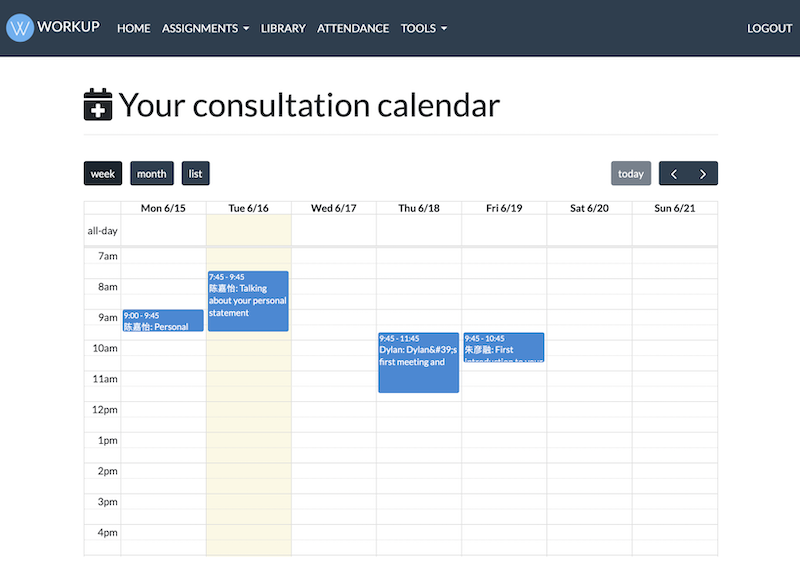 WORKUP
HOME ASSIGNMENTS LIBRARY ATTENDANCE TOOLS LOGOUT
Your consultation calendar
week month list today
Mon 6/15 Tue 6/16 Wed 6/17 Thu 6/18 Fri 6/19 Sat 6/20 Sun 6/21
all-day
7am
7:45 - 9:45
陈嘉怡: Talking
about your personal
statement
8am
9am
9:00 - 9:45
陈嘉怡: Personal
9:45 - 11:45
Dylan: Dylan&#39;s
first meeting and
9:45 - 10:45
朱彦融: First
introduction to your
10am
11am
12pm
1pm
2pm
3pm
4pm